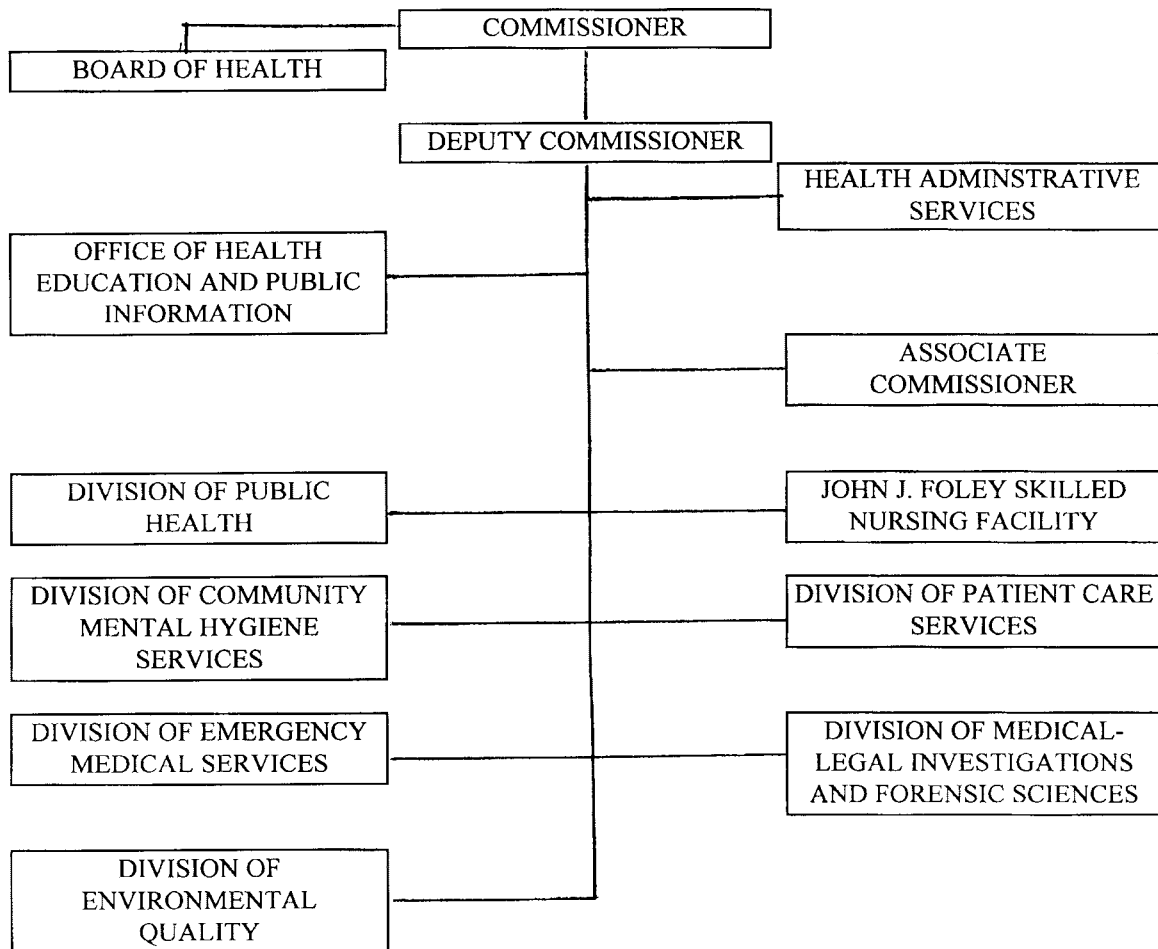 COMMISSIONER
BOARD OF HEALTH
DEPUTY COMMISSIONER
HEALTH ADMINSTRATIVE
SERVICES
OFFICE OF HEALTH
EDUCATION AND PUBLIC
INFORMATION
ASSOCIATE
COMMISSIONER
DIVISION OF PUBLIC
HEALTH
JOHN J. FOLEY SKILLED
NURSING FACILITY
DIVISION OF COMMUNITY
MENTAL HYGIENE
SERVICES
DIVISION OF PATIENT CARE
SERVICES
DIVISION OF EMERGENCY
MEDICAL SERVICES
DIVISION OF MEDICAL-
LEGAL INVESTIGATIONS
AND FORENSIC SCIENCES
DIVISION OF
ENVIRONMENTAL
QUALITY